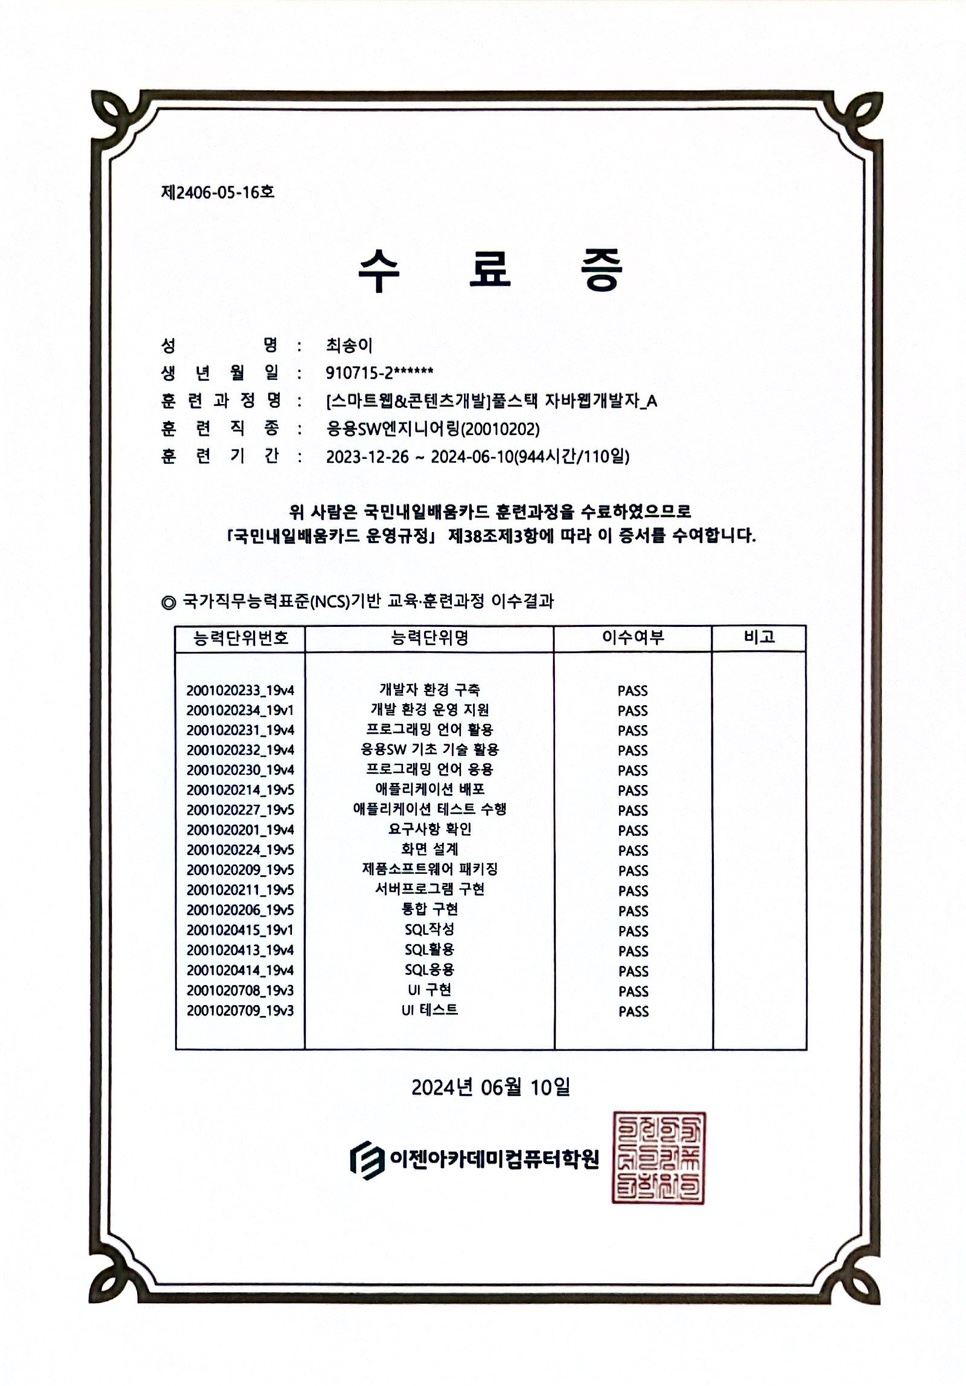 제2406-05-16호
수 료 증
성 명 : 최송이
생 년 월 일 : 910715-2******
훈 련 과 정 명 : [스마트웹&콘텐츠개발]풀스택 자바웹개발자_A
훈 련 직 종 : 응용SW엔지니어링(20010202)
훈 련 기 간 : 2023-12-26 ~ 2024-06-10(944시간/110일)
위 사람은 국민내일배움카드 훈련과정을 수료하였으므로
「국민내일배움카드 운영규정」 제38조제3항에 따라 이 증서를 수여합니다.
◎ 국가직무능력표준(NCS)기반 교육·훈련과정 이수결과
능력단위번호 능력단위명 이수여부 비고
2001020233_19v4 개발자 환경 구축 PASS
2001020234_19v1 개발 환경 운영 지원 PASS
2001020231_19v4 프로그래밍 언어 활용 PASS
2001020232_19v4 응용SW 기초 기술 활용 PASS
2001020230_19v4 프로그래밍 언어 응용 PASS
2001020214_19v5 애플리케이션 배포 PASS
2001020227_19v5 애플리케이션 테스트 수행 PASS
2001020201_19v4 요구사항 확인 PASS
2001020224_19v5 화면 설계 PASS
2001020209_19v5 제품소프트웨어 패키징 PASS
2001020211_19v5 서버프로그램 구현 PASS
2001020206_19v5 통합 구현 PASS
2001020415_19v1 SQL작성 PASS
2001020413_19v4 SQL활용 PASS
2001020414_19v4 SQL응용 PASS
2001020708_19v3 UI 구현 PASS
2001020709_19v3 UI 테스트 PASS
2024년 06월 10일
이젠아카데미컴퓨터학원